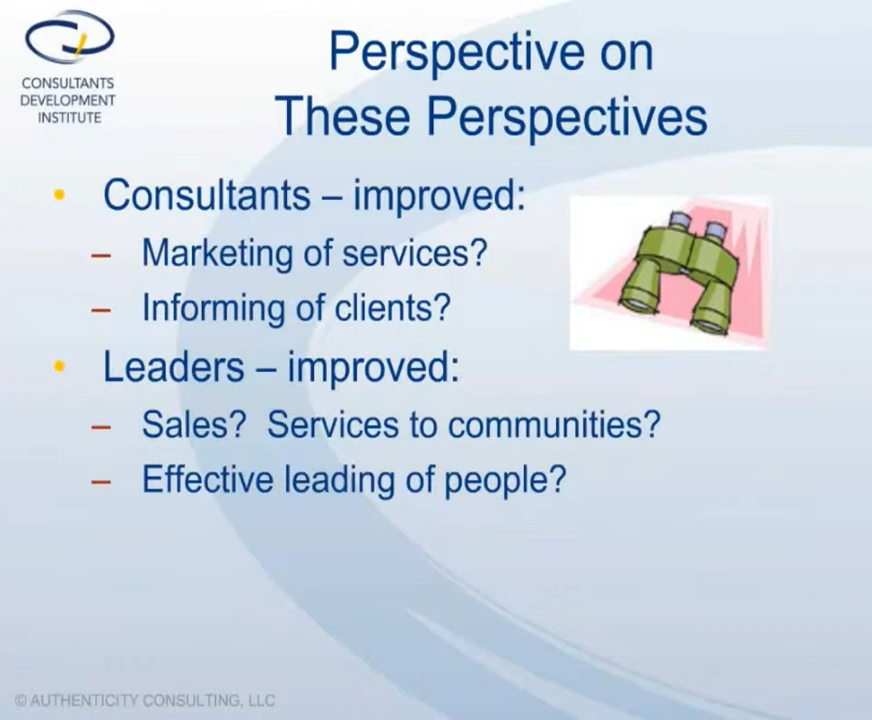 CONSULTANTS
DEVELOPMENT
INSTITUTE
Perspective on
These Perspectives
• Consultants – improved:
– Marketing of services?
– Informing of clients?
• Leaders – improved:
– Sales? Services to communities?
– Effective leading of people?
© AUTHENTICITY CONSULTING, LLC